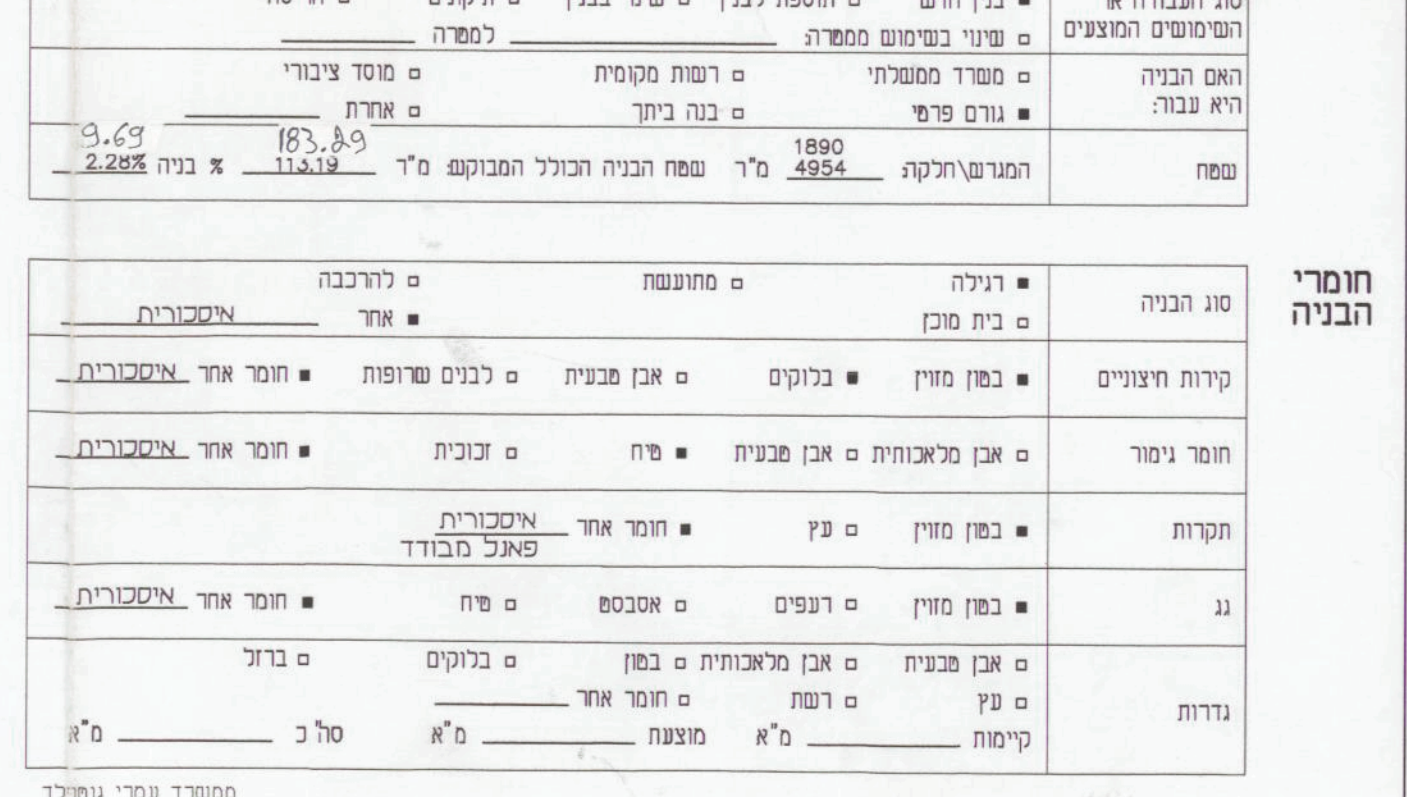 השימושים המוצעים □ שינוי בשימוש ממטרה: ____ למטרה ____
האם הבניה היא עבור:
□ משרד ממשלתי □ רשות מקומית □ מוסד ציבורי
■ גורם פרטי □ בנה ביתך □ אחרת ____
1890 183.29 9.69
שטח המגרש\חלקה: 4954 מ"ר שטח הבניה הכולל המבוקש: מ"ר 113.19 % בניה 2.28%
חומרי
הבניה
סוג הבניה
■ רגילה □ מתועשת □ להרכבה
□ בית מוכן ■ אחר איסכורית
קירות חיצוניים ■ בטון מזוין ■ בלוקים □ אבן טבעית □ לבנים שרופות ■ חומר אחר איסכורית
חומר גימור □ אבן מלאכותית □ אבן טבעית ■ טיח □ זכוכית ■ חומר אחר איסכורית
תקרות ■ בטון מזוין □ עץ ■ חומר אחר איסכורית
פאנל מבודד
גג ■ בטון מזוין □ רעפים □ אסבסט □ טיח ■ חומר אחר איסכורית
גדרות
□ אבן טבעית □ אבן מלאכותית □ בטון □ בלוקים □ ברזל
□ עץ □ רשת □ חומר אחר ____
קיימות ____ מ"א מוצעת ____ מ"א סה"כ ____ מ"א